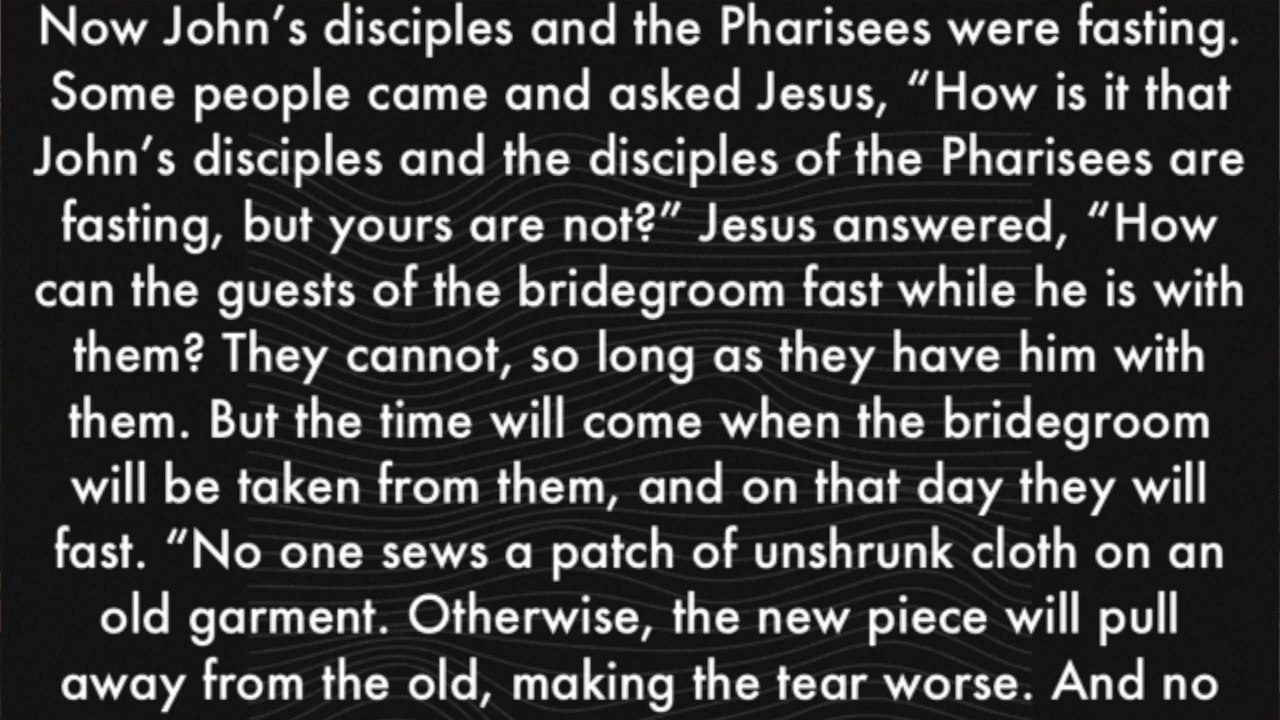 Now John’s disciples and the Pharisees were fasting.
Some people came and asked Jesus, “How is it that
John’s disciples and the disciples of the Pharisees are
fasting, but yours are not?” Jesus answered, “How
can the guests of the bridegroom fast while he is with
them? They cannot, so long as they have him with
them. But the time will come when the bridegroom
will be taken from them, and on that day they will
fast. “No one sews a patch of unshrunk cloth on an
old garment. Otherwise, the new piece will pull
away from the old, making the tear worse. And no